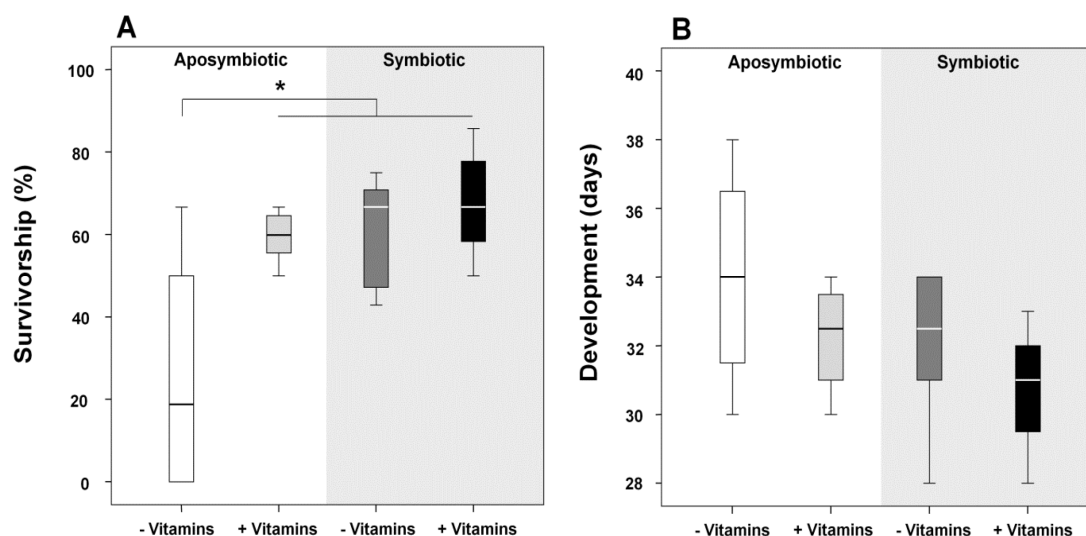 A
Aposymbiotic Symbiotic
*
Survivorship (%)
100
80
60
40
20
0
- Vitamins + Vitamins - Vitamins + Vitamins
B
Aposymbiotic Symbiotic
Development (days)
40
38
36
34
32
30
28
- Vitamins + Vitamins - Vitamins + Vitamins